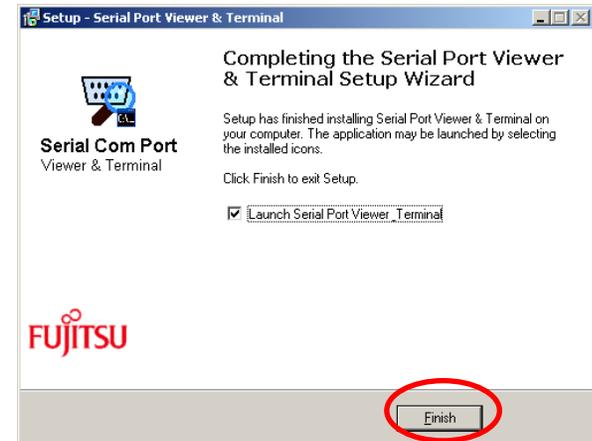 Setup - Serial Port Viewer & Terminal
Completing the Serial Port Viewer
& Terminal Setup Wizard
Setup has finished installing Serial Port Viewer & Terminal on
your computer. The application may be launched by selecting
the installed icons.
Click Finish to exit Setup.
Launch Serial Port Viewer_Terminal
C:\_
Serial Com Port
Viewer & Terminal
FUJITSU
Finish